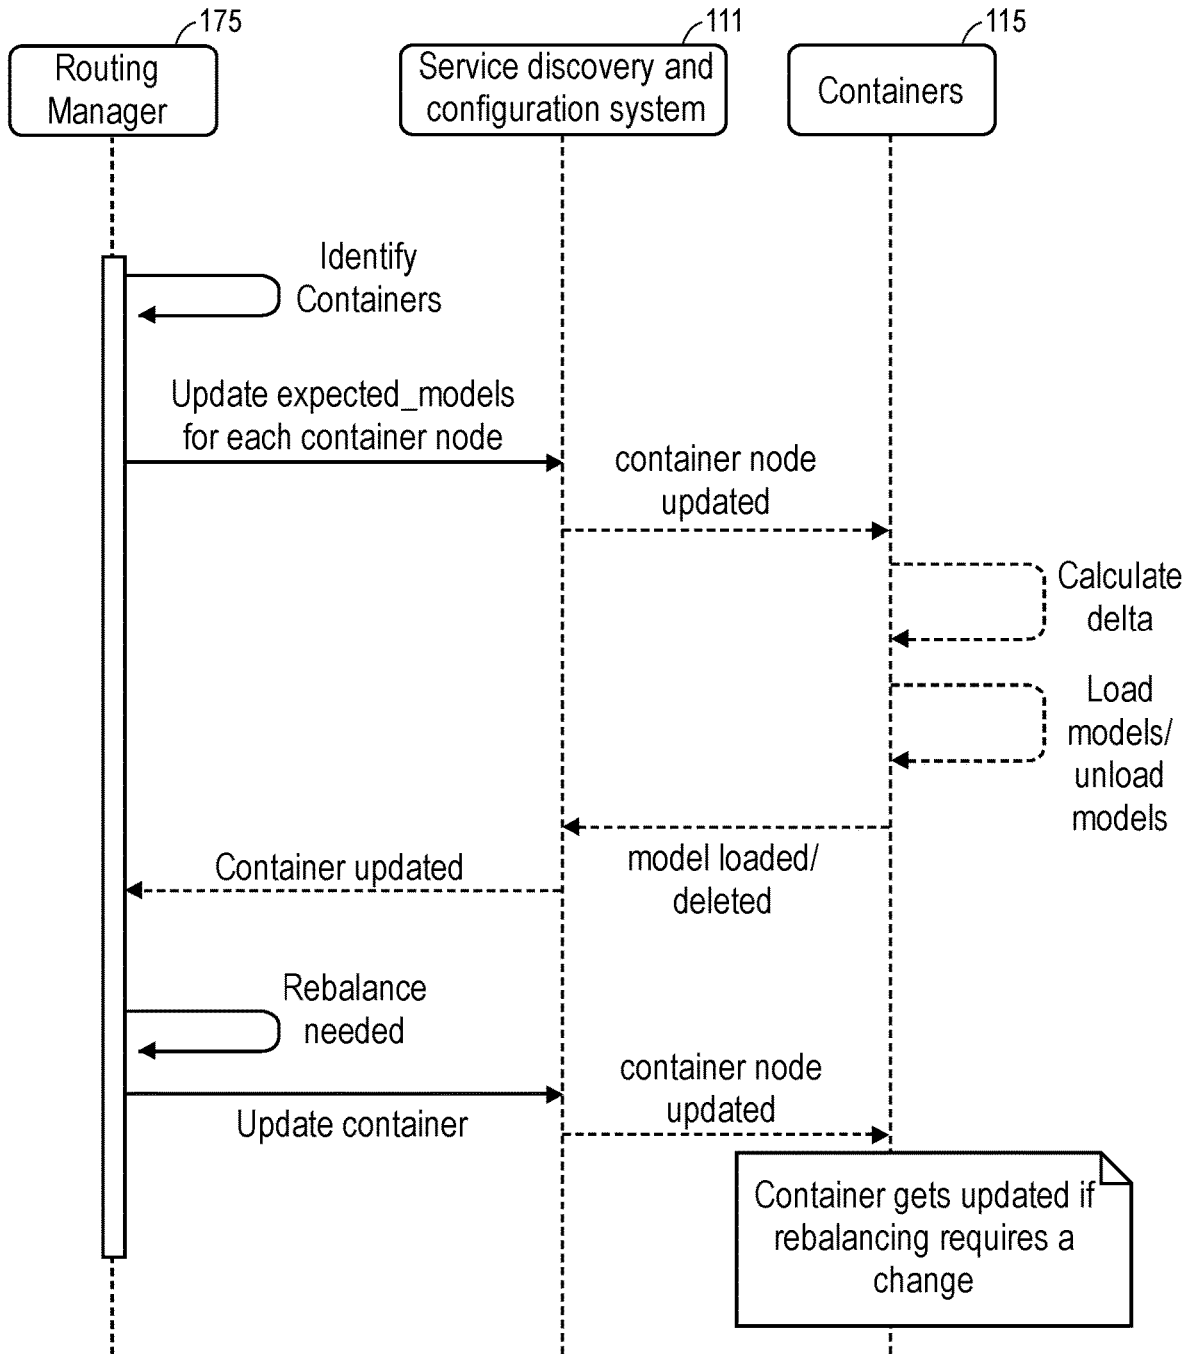 175
111
115
Routing
Manager
Service discovery and
configuration system
Containers
Identify
Containers
Update expected_models
for each container node
container node
updated
Calculate
delta
Load
models/
unload
models
model loaded/
deleted
Container updated
Rebalance
needed
container node
updated
Update container
Container gets updated if
rebalancing requires a
change